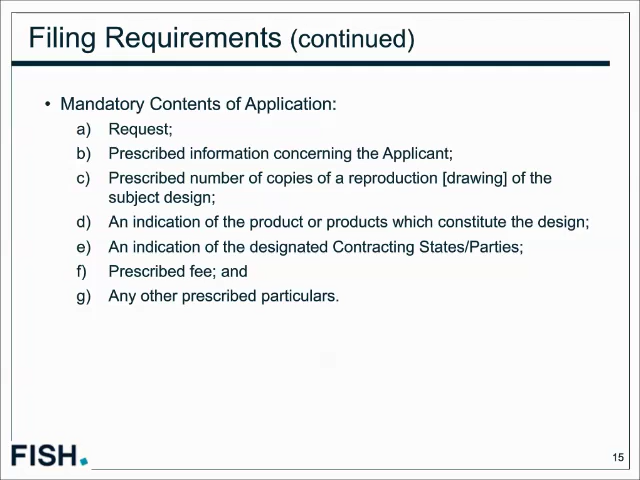 Filing Requirements (continued)
• Mandatory Contents of Application:
a) Request;
b) Prescribed information concerning the Applicant;
c) Prescribed number of copies of a reproduction [drawing] of the
subject design;
d) An indication of the product or products which constitute the design;
e) An indication of the designated Contracting States/Parties;
f) Prescribed fee; and
g) Any other prescribed particulars.
FISH.
15